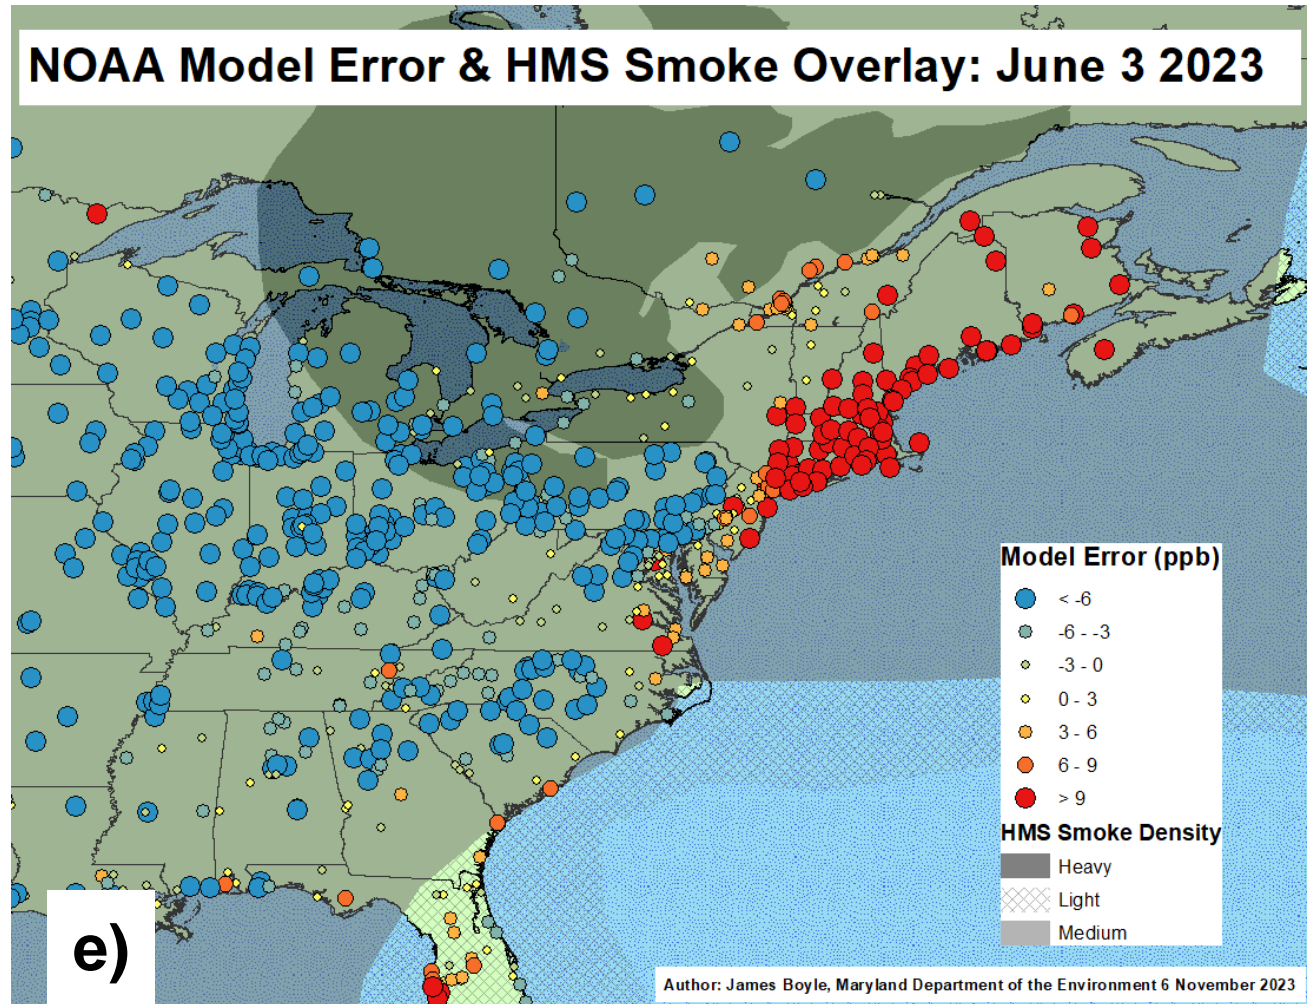 NOAA Model Error & HMS Smoke Overlay: June 3 2023
Model Error (ppb)
< -6
-6 - -3
-3 - 0
0 - 3
3 - 6
6 - 9
> 9
HMS Smoke Density
Heavy
Light
Medium
e)
Author: James Boyle, Maryland Department of the Environment 6 November 2023